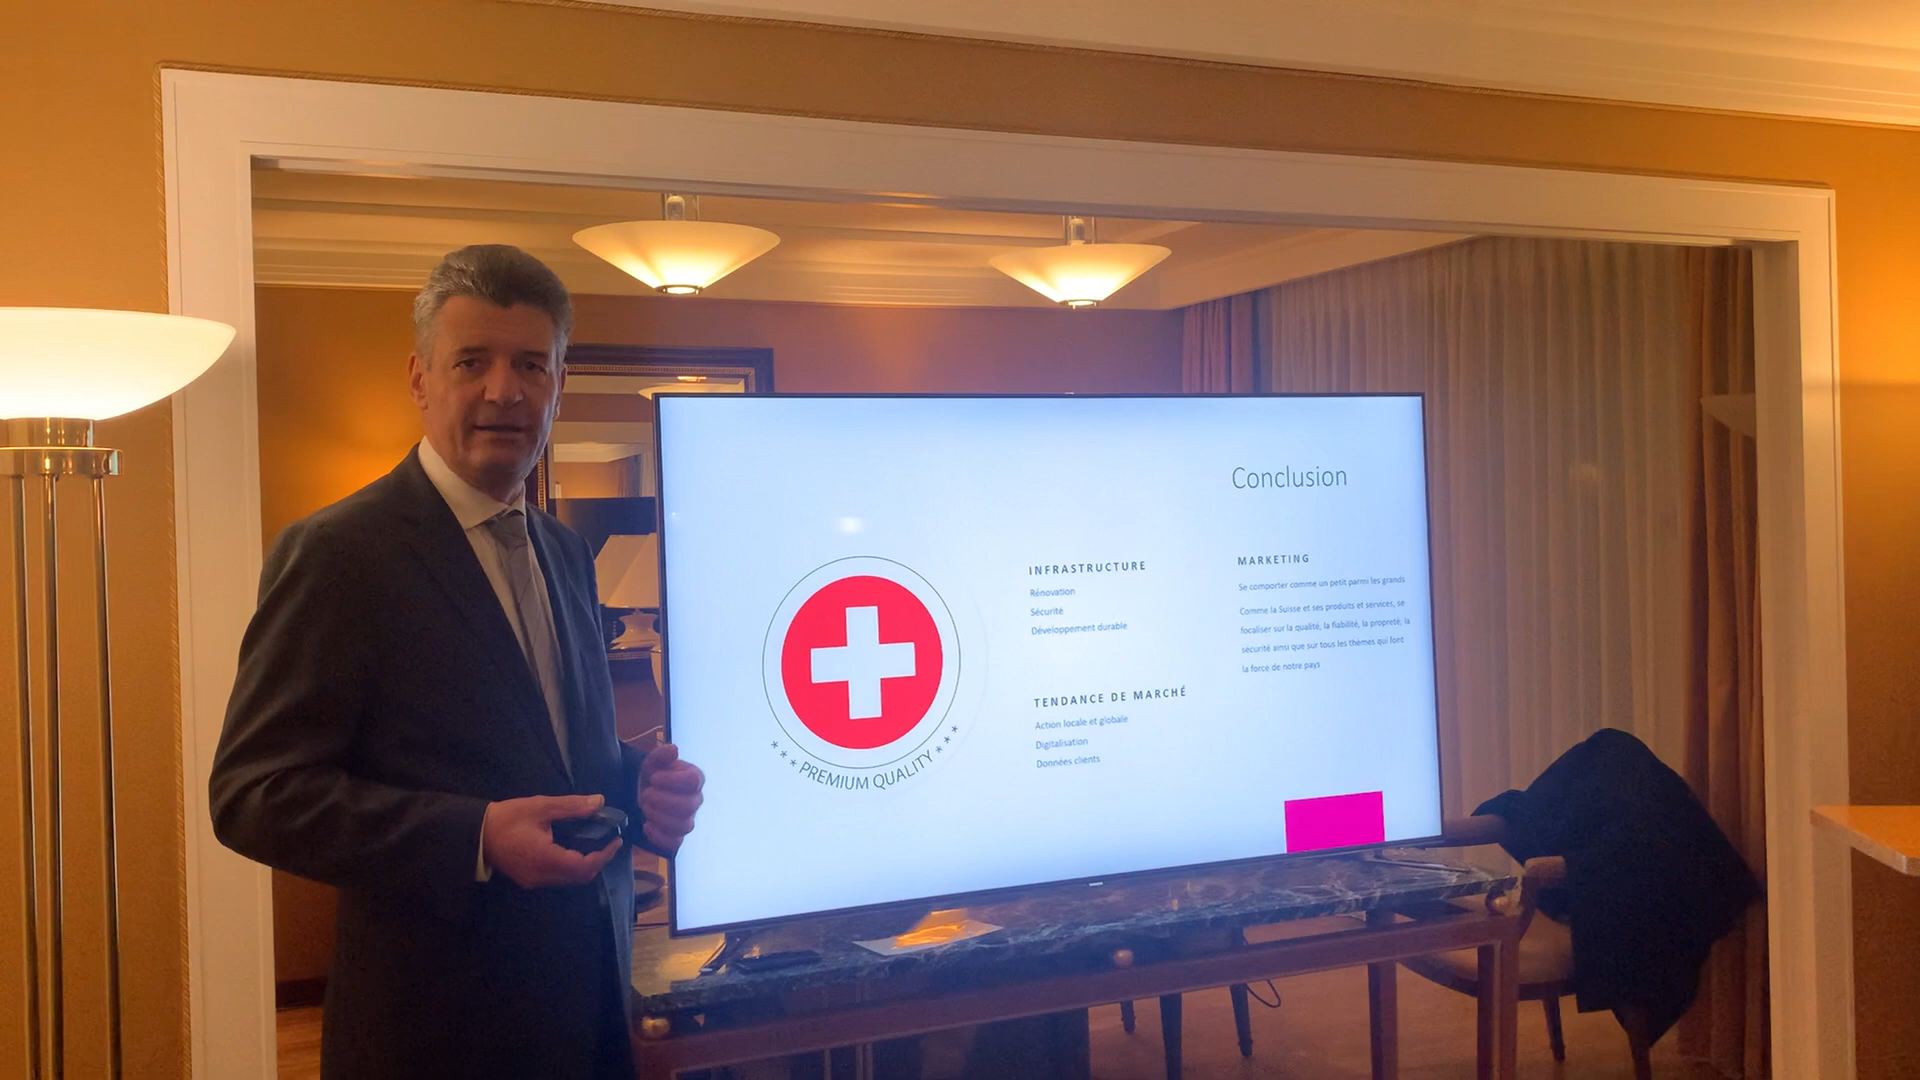 Conclusion
INFRASTRUCTURE
Rénovation
Sécurité
Développement durable
TENDANCE DE MARCHÉ
Action locale et globale
Digitalisation
Données clients
MARKETING
Se comporter comme un petit parmi les grands
Comme la Suisse et ses produits et services, se
focaliser sur la qualité, la fiabilité, la propreté, la
sécurité ainsi que sur tous les thèmes qui font
la force de notre pays
PREMIUM QUALITY